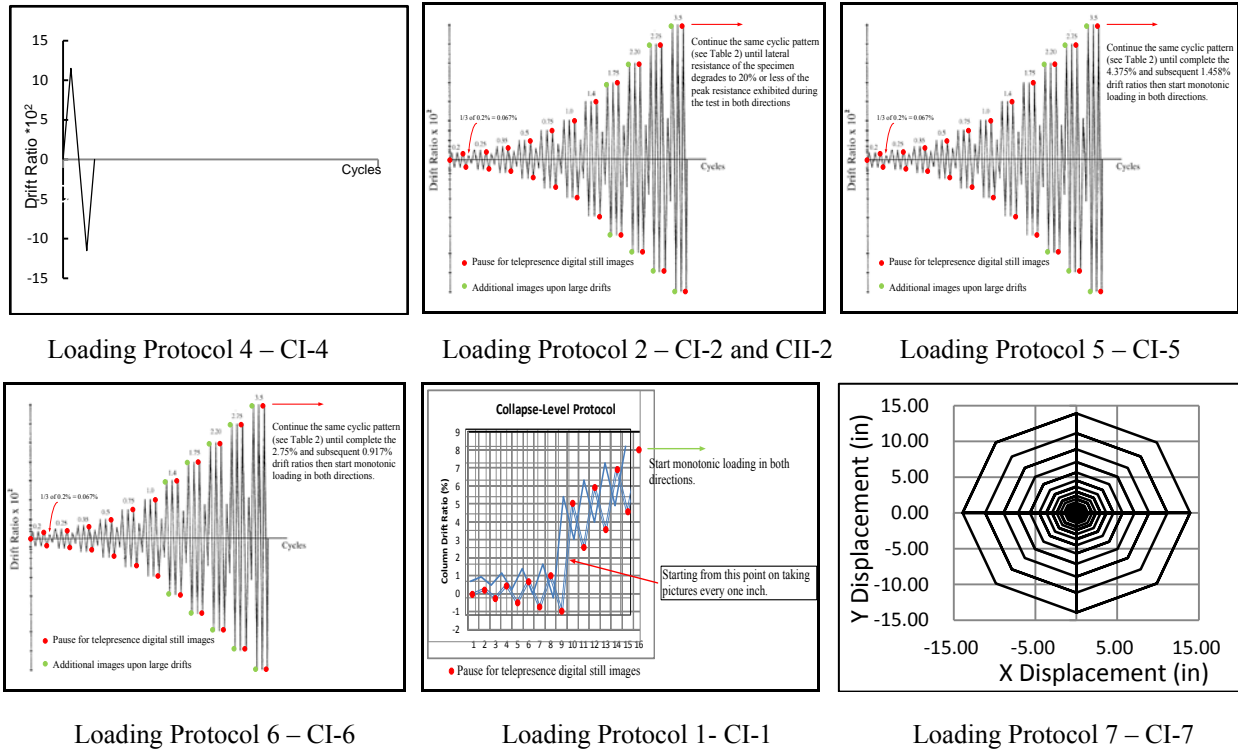 15
10
5
0
-5
-10
-15
Drift Ratio *10²
Cycles
Loading Protocol 4 – CI-4
Drift Ratio x 10²
0.2
0.25
0.35
0.5
0.75
1.0
1.4
1.75
2.20
2.75
3.5
1/3 of 0.2% = 0.067%
Cycles
Continue the same cyclic pattern
(see Table 2) until lateral
resistance of the specimen
degrades to 20% or less of the
peak resistance exhibited during
the test in both directions
Pause for telepresence digital still images
Additional images upon large drifts
Loading Protocol 2 – CI-2 and CII-2
Drift Ratio x 10²
0.2
0.25
0.35
0.5
0.75
1.0
1.4
1.75
2.20
2.75
3.5
1/3 of 0.2% = 0.067%
Cycles
Continue the same cyclic pattern
(see Table 2) until complete the
4.375% and subsequent 1.458%
drift ratios then start monotonic
loading in both directions.
Pause for telepresence digital still images
Additional images upon large drifts
Loading Protocol 5 – CI-5
Drift Ratio x 10²
0.2
0.25
0.35
0.5
0.75
1.0
1.4
1.75
2.20
2.75
3.5
1/3 of 0.2% = 0.067%
Cycles
Continue the same cyclic pattern
(see Table 2) until complete the
2.75% and subsequent 0.917%
drift ratios then start monotonic
loading in both directions.
Pause for telepresence digital still images
Additional images upon large drifts
Loading Protocol 6 – CI-6
Collapse-Level Protocol
Column Drift Ratio (%)
9
8
7
6
5
4
3
2
1
0
-1
-2
1 2 3 4 5 6 7 8 9 10 11 12 13 14 15 16
Start monotonic loading in both
directions.
Starting from this point on taking
pictures every one inch.
Pause for telepresence digital still images
Loading Protocol 1- CI-1
Y Displacement (in)
15.00
10.00
5.00
0.00
-5.00
-10.00
-15.00
-15.00 -5.00 5.00 15.00
X Displacement (in)
Loading Protocol 7 – CI-7